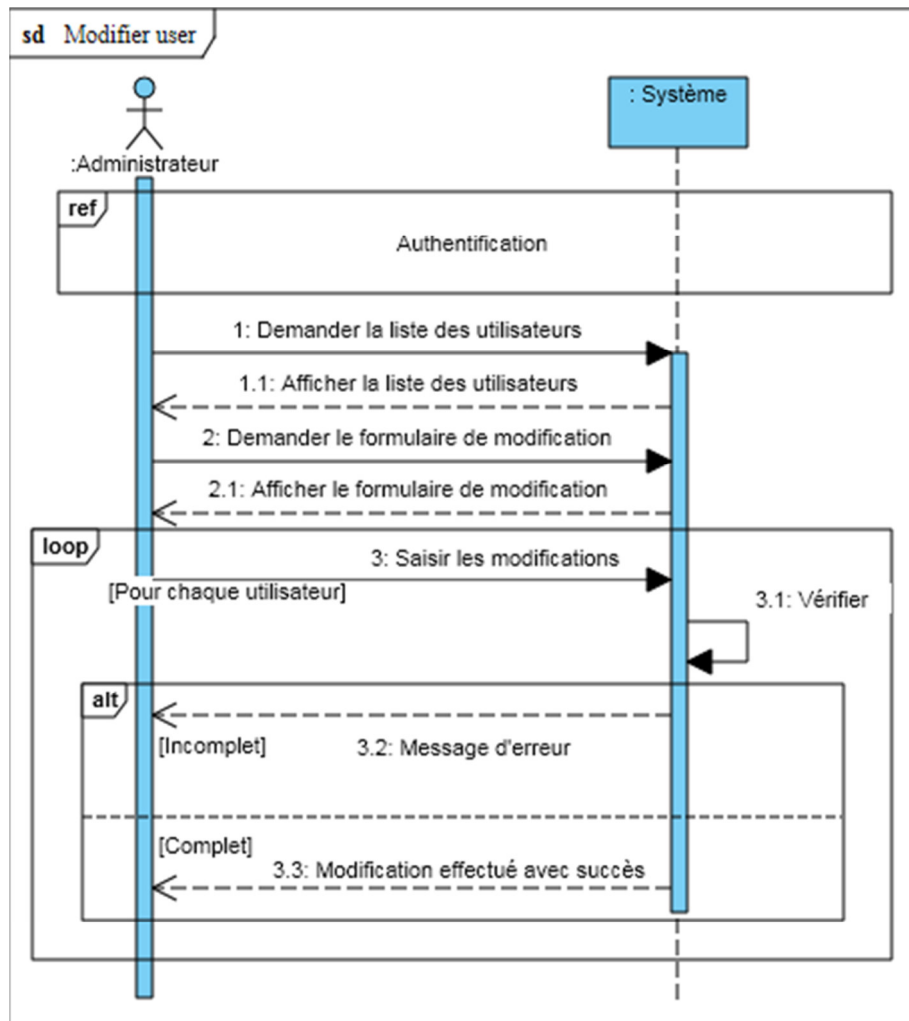 sd Modifier user
: Système
:Administrateur
ref
Authentification
1: Demander la liste des utilisateurs
1.1: Afficher la liste des utilisateurs
2: Demander le formulaire de modification
2.1: Afficher le formulaire de modification
loop
3: Saisir les modifications
[Pour chaque utilisateur]
3.1: Vérifier
alt
[Incomplet]
3.2: Message d'erreur
[Complet]
3.3: Modification effectué avec succès